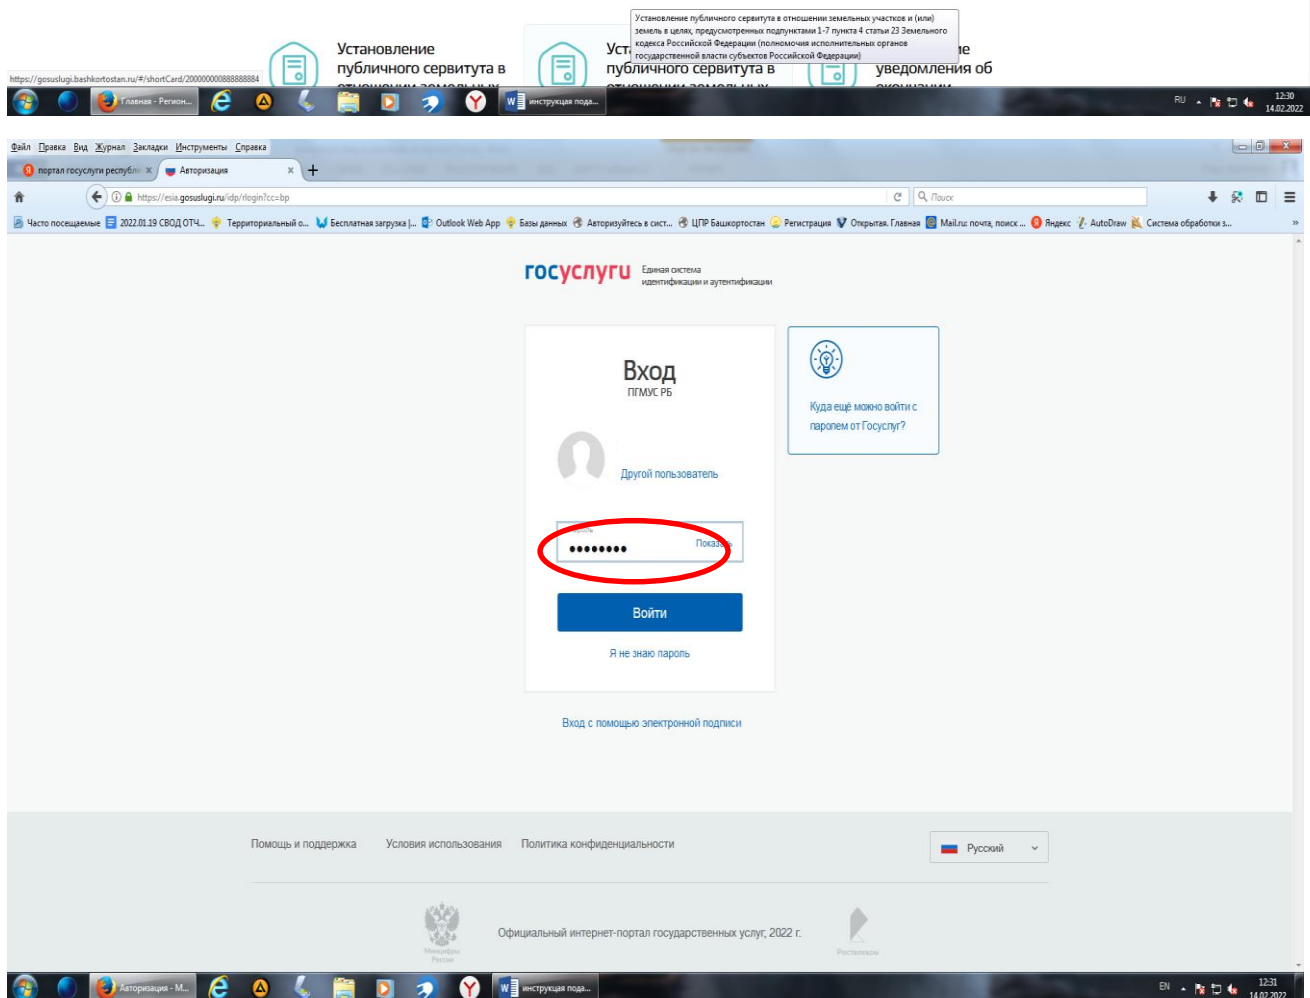 Установление публичного сервитута в отношении земельных участков и (или)
земель в целях, предусмотренных подпунктами 1-7 пункта 4 статьи 23 Земельного
кодекса Российской Федерации (полномочия исполнительных органов
государственной власти субъектов Российской Федерации)
Установление
публичного сервитута в
отношении земельных
публичного сервитута в
отношении земельных
уведомления об
окончании
https://gosuslugi.bashkortostan.ru/#/shortCard/200000000888888884
Главная - Регион...
инструкция пода...
RU
12:30
14.02.2022
Файл Правка Вид Журнал Закладки Инструменты Справка
портал госуслуги республи
Авторизация
https://esia.gosuslugi.ru/idp/rlogin?cc=bp
Поиск
Часто посещаемые
2022.01.19 СВОД ОТЧ...
Территориальный о...
Бесплатная загрузка |...
Outlook Web App
Базы данных
Авторизуйтесь в сист...
ЦПР Башкортостан
Регистрация
Открытая. Главная
Mail.ru: почта, поиск ...
Яндекс
AutoDraw
Система обработки з...
госуслуги
Единая система
идентификации и аутентификации
Вход
ПГМУС РБ
Другой пользователь
Показать
Войти
Я не знаю пароль
Куда ещё можно войти с
паролем от Госуслуг?
Вход с помощью электронной подписи
Помощь и поддержка
Условия использования
Политика конфиденциальности
Русский
Минцифры
России
Официальный интернет-портал государственных услуг, 2022 г.
Ростелеком
Авторизация - М...
инструкция пода...
EN
12:31
14.02.2022